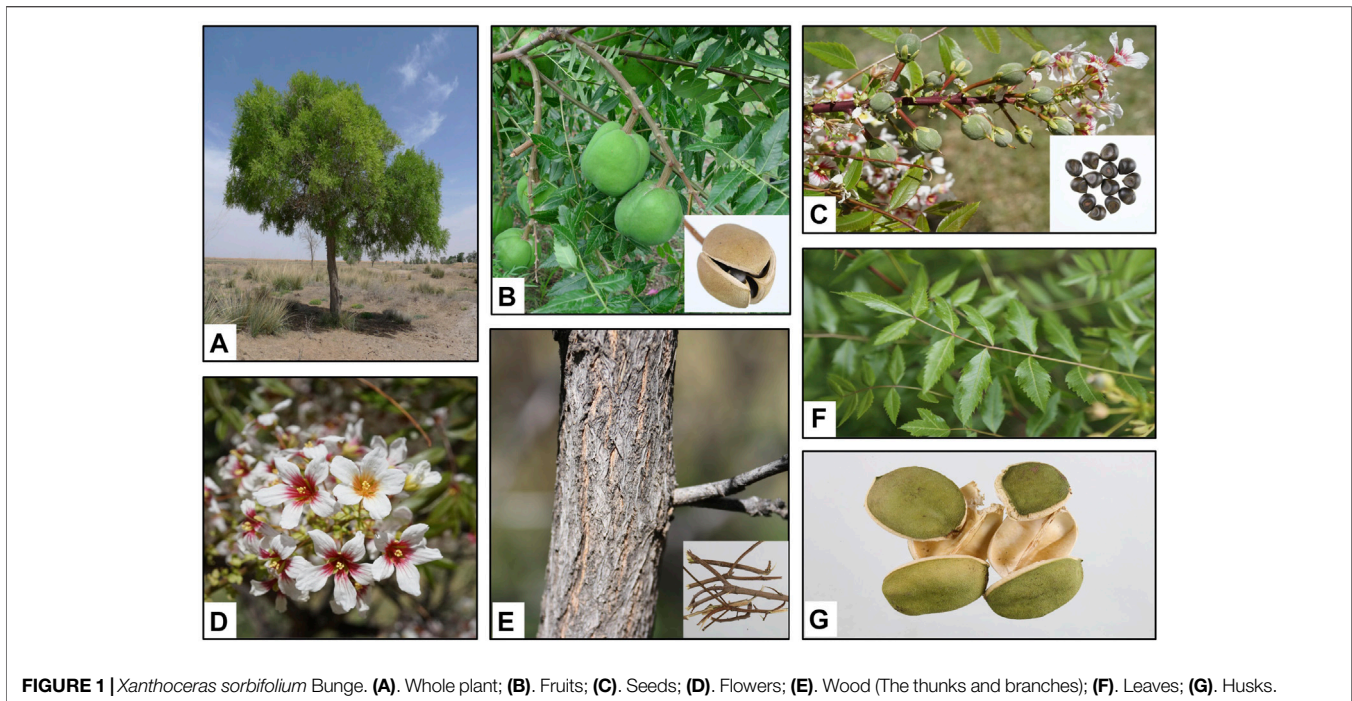 A
B
C
D
E
F
G
FIGURE 1 | Xanthoceras sorbifolium Bunge. (A). Whole plant; (B). Fruits; (C). Seeds; (D). Flowers; (E). Wood (The thunks and branches); (F). Leaves; (G). Husks.